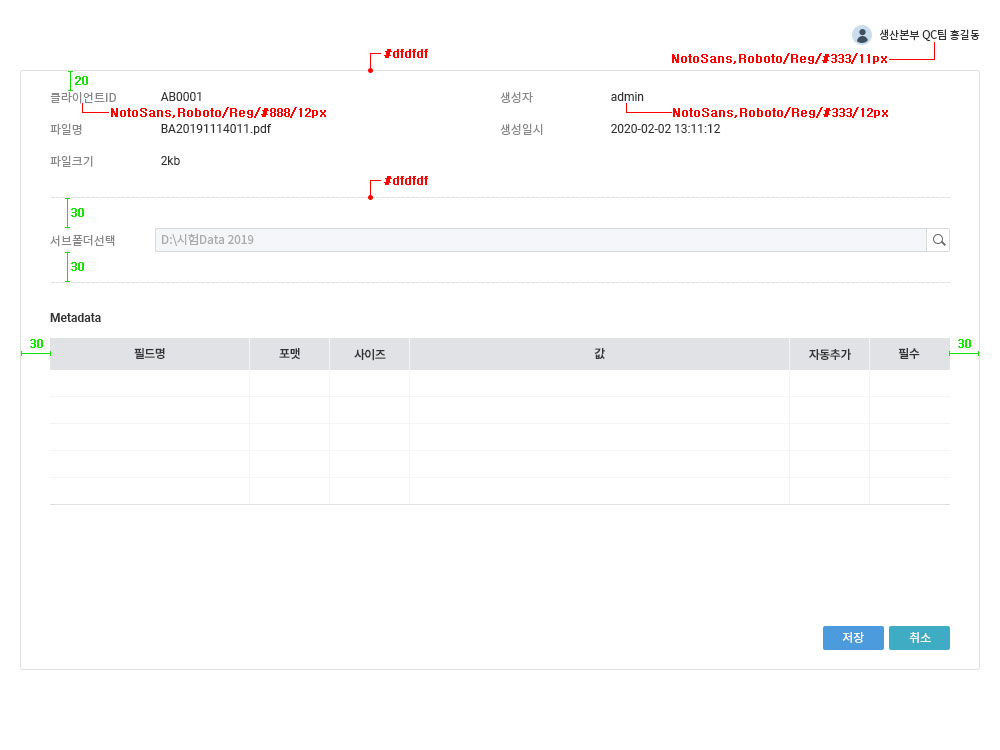 생산본부 QC팀 홍길동
#dfdfdf
NotoSans,Roboto/Reg/#333/11px
20
클라이언트ID AB0001 생성자 admin
NotoSans,Roboto/Reg/#888/12px NotoSans,Roboto/Reg/#333/12px
파일명 BA20191114011.pdf 생성일시 2020-02-02 13:11:12
파일크기 2kb
#dfdfdf
30
서브폴더선택 D:\시험Data 2019
30
Metadata
30 30
필드명 포맷 사이즈 값 자동추가 필수
저장 취소